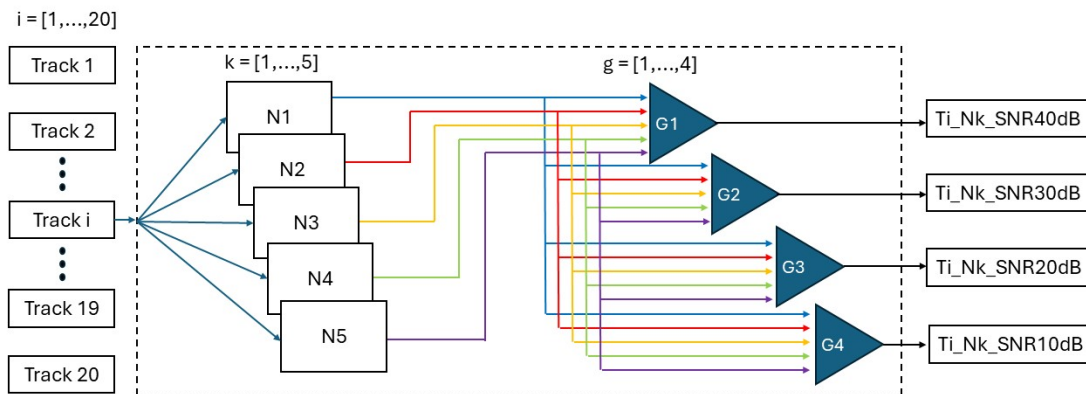 i = [1,...,20]
Track 1
Track 2
Track i
Track 19
Track 20
k = [1,...,5]
N1
N2
N3
N4
N5
g = [1,...,4]
G1
G2
G3
G4
Ti_Nk_SNR40dB
Ti_Nk_SNR30dB
Ti_Nk_SNR20dB
Ti_Nk_SNR10dB